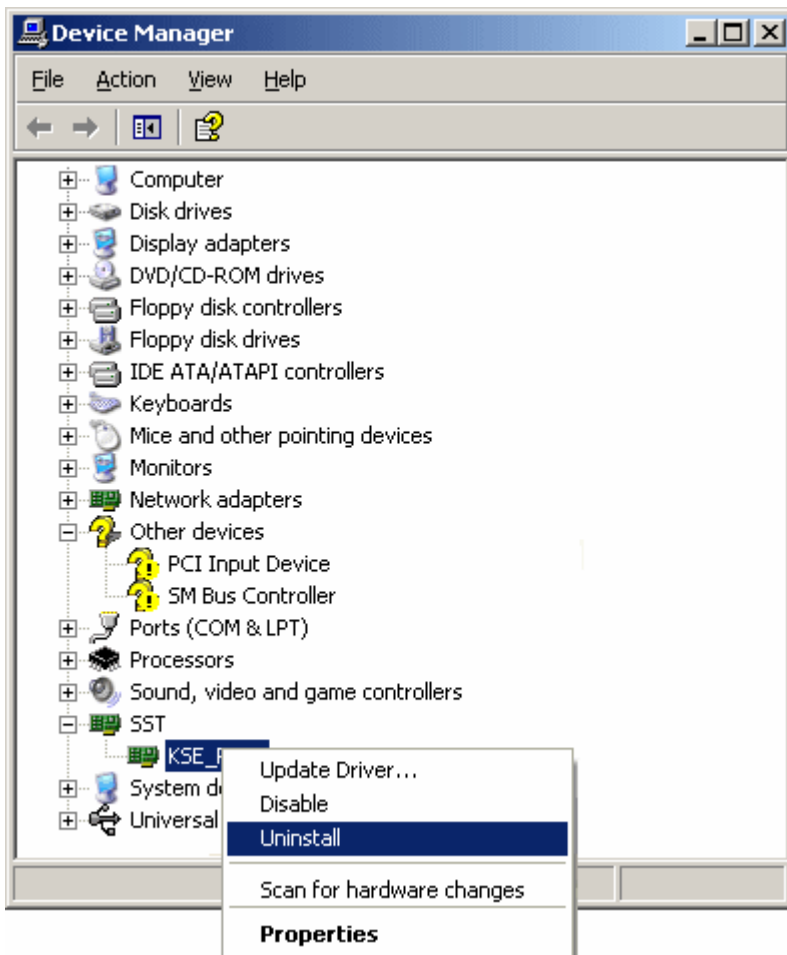 Device Manager
File Action View Help
Computer
Disk drives
Display adapters
DVD/CD-ROM drives
Floppy disk controllers
Floppy disk drives
IDE ATA/ATAPI controllers
Keyboards
Mice and other pointing devices
Monitors
Network adapters
Other devices
PCI Input Device
SM Bus Controller
Ports (COM & LPT)
Processors
Sound, video and game controllers
SST
KSE_
System d
Universal
Update Driver...
Disable
Uninstall
Scan for hardware changes
Properties